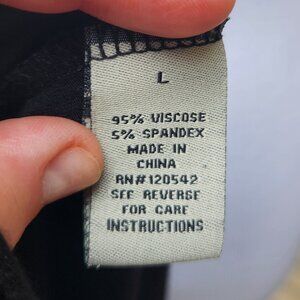 L
95% VISCOSE
5% SPANDEX
MADE IN
CHINA
RN#120542
SEE REVERSE
FOR CARE
INSTRUCTIONS